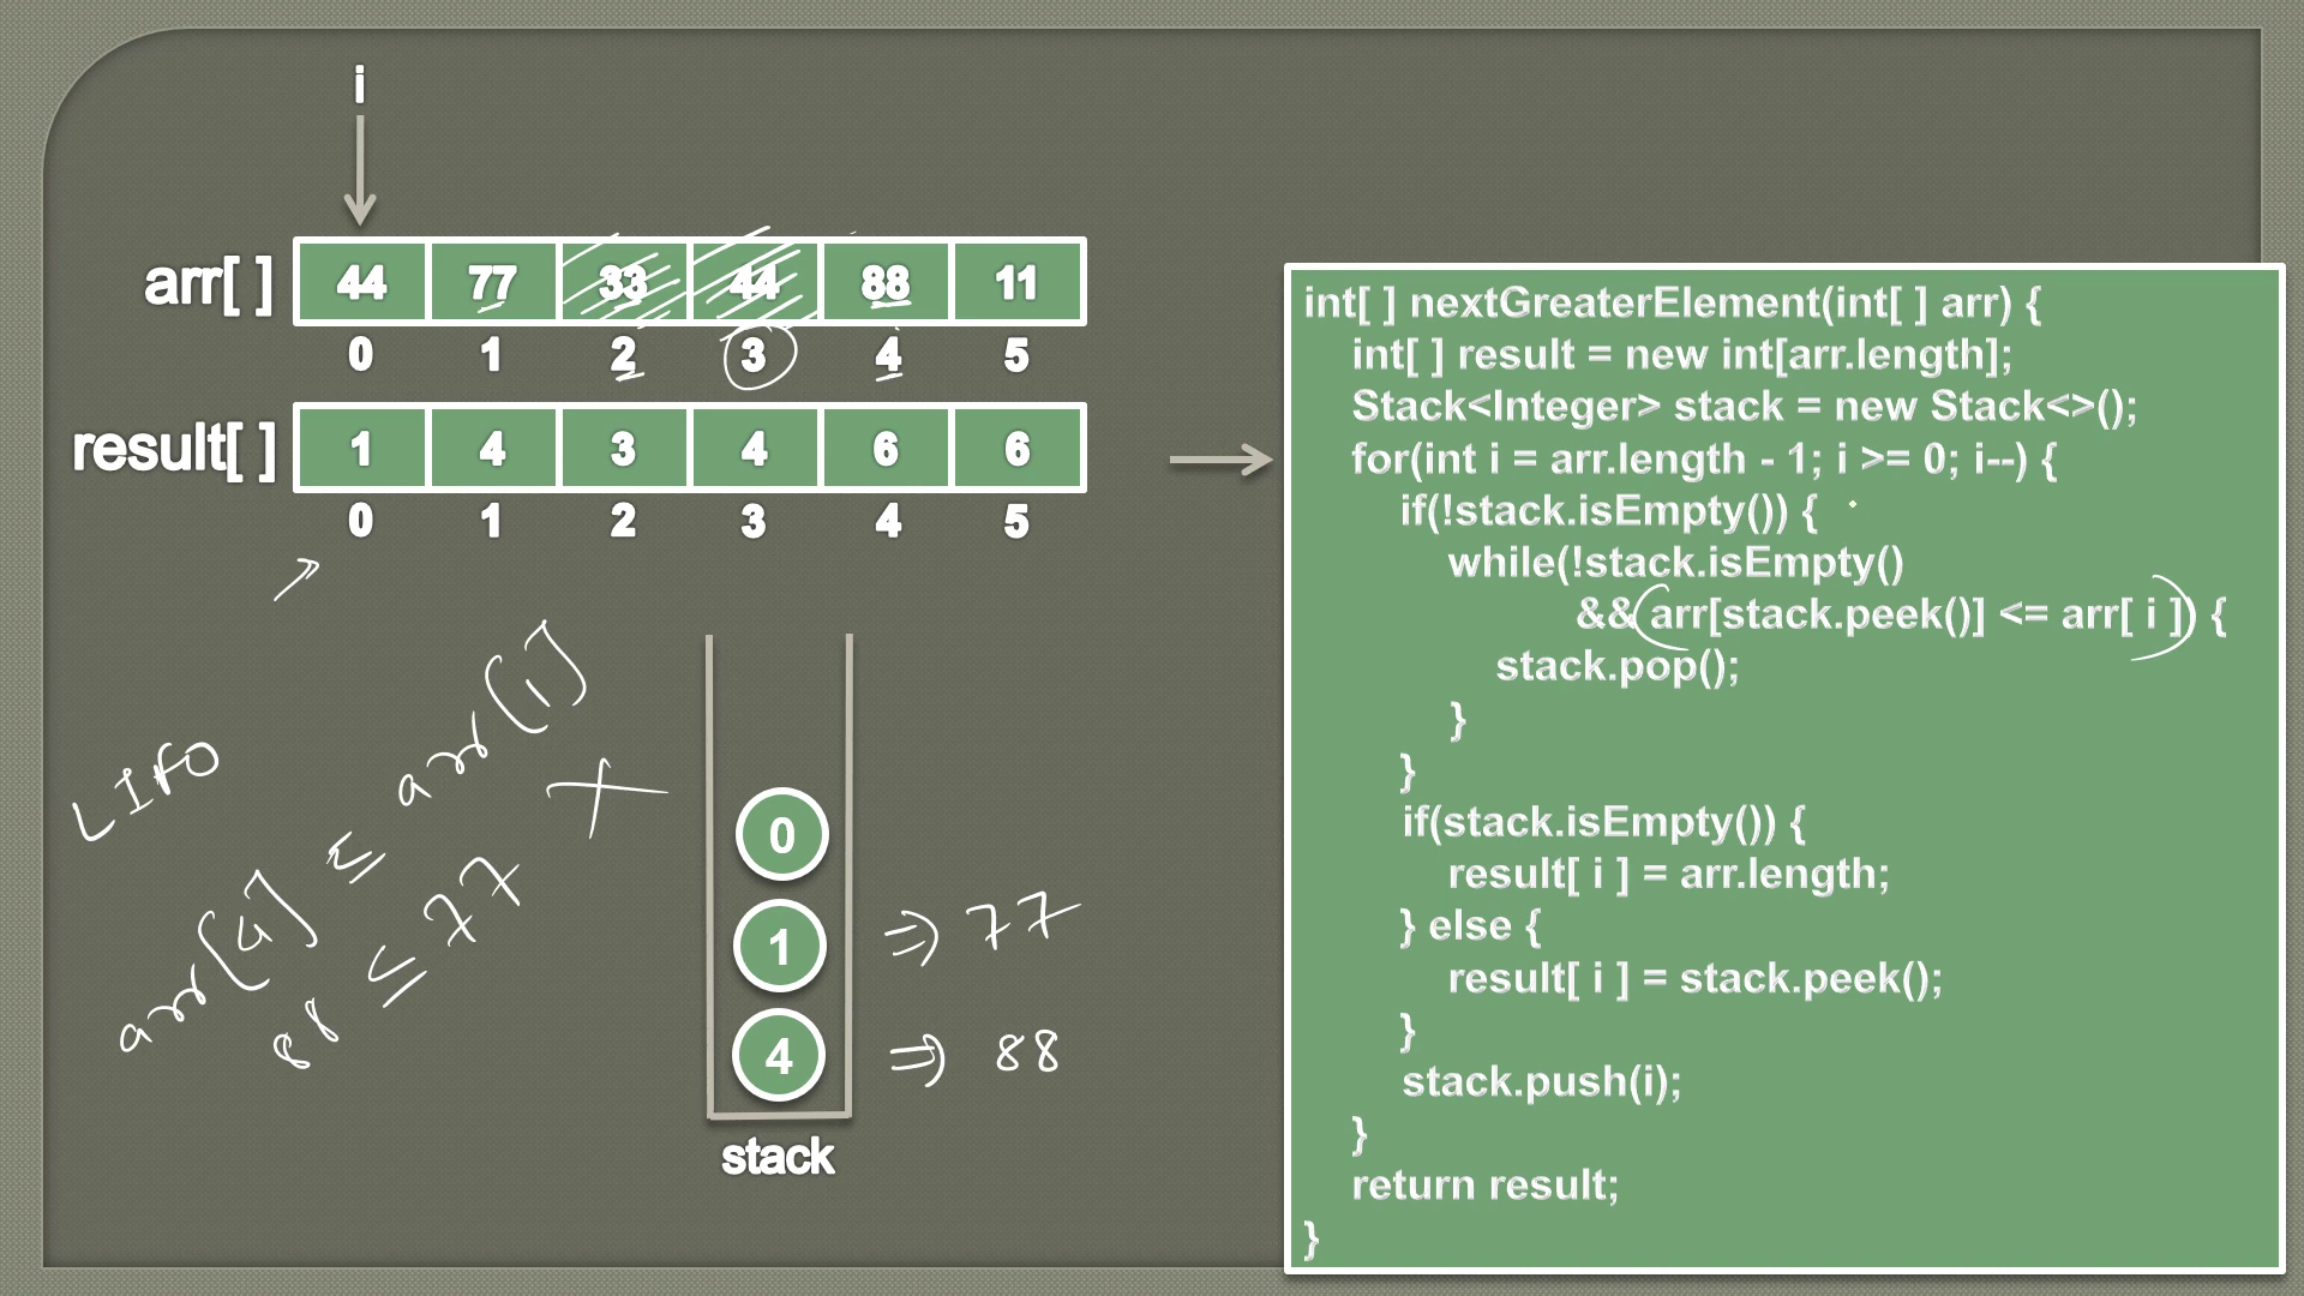 i
arr[ ] 44 77 33 44 88 11
0 1 2 3 4 5
result[ ] 1 4 3 4 6 6
0 1 2 3 4 5
LIFO
arr[4] ≤ arr[i]
88 ≤ 77 X
0
1 ⇒ 77
4 ⇒ 88
stack
int[ ] nextGreaterElement(int[ ] arr) {
int[ ] result = new int[arr.length];
Stack<Integer> stack = new Stack<>();
for(int i = arr.length - 1; i >= 0; i--) {
if(!stack.isEmpty()) {
while(!stack.isEmpty()
&& arr[stack.peek()] <= arr[ i ]) {
stack.pop();
}
}
if(stack.isEmpty()) {
result[ i ] = arr.length;
} else {
result[ i ] = stack.peek();
}
stack.push(i);
}
return result;
}